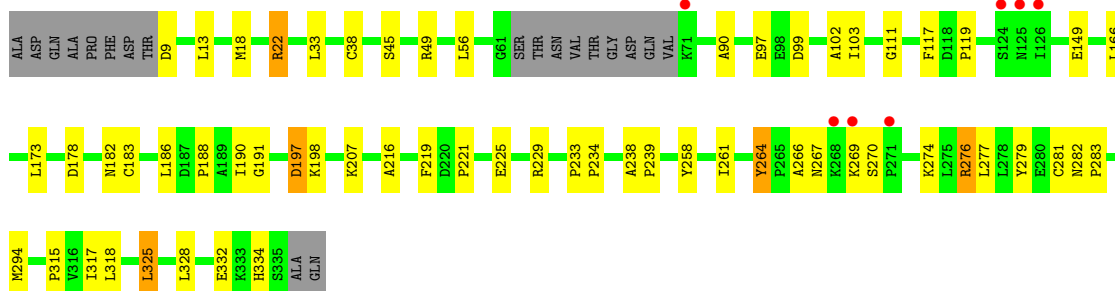 ALA ASP GLN ALA PRO PHE ASP THR D9 L13 M18 R22 L33 C38 S45 R49 L56 G61 SER THR ASN VAL THR GLY ASP GLN VAL K71 A90 E97 E98 D99 A102 I103 G111 F117 D118 P119 S124 N125 I126 E149 L166
L173 D178 N182 C183 L186 D187 P188 A189 I190 G191 D197 K198 K207 A216 F219 D220 P221 E225 R229 P233 P234 A238 P239 Y258 I261 Y264 P265 A266 N267 K268 K269 S270 P271 K274 L275 R276 L277 L278 Y279 E280 C281 N282 P283
M294 P315 V316 I317 L318 L325 L328 E332 K333 H334 S335 ALA GLN